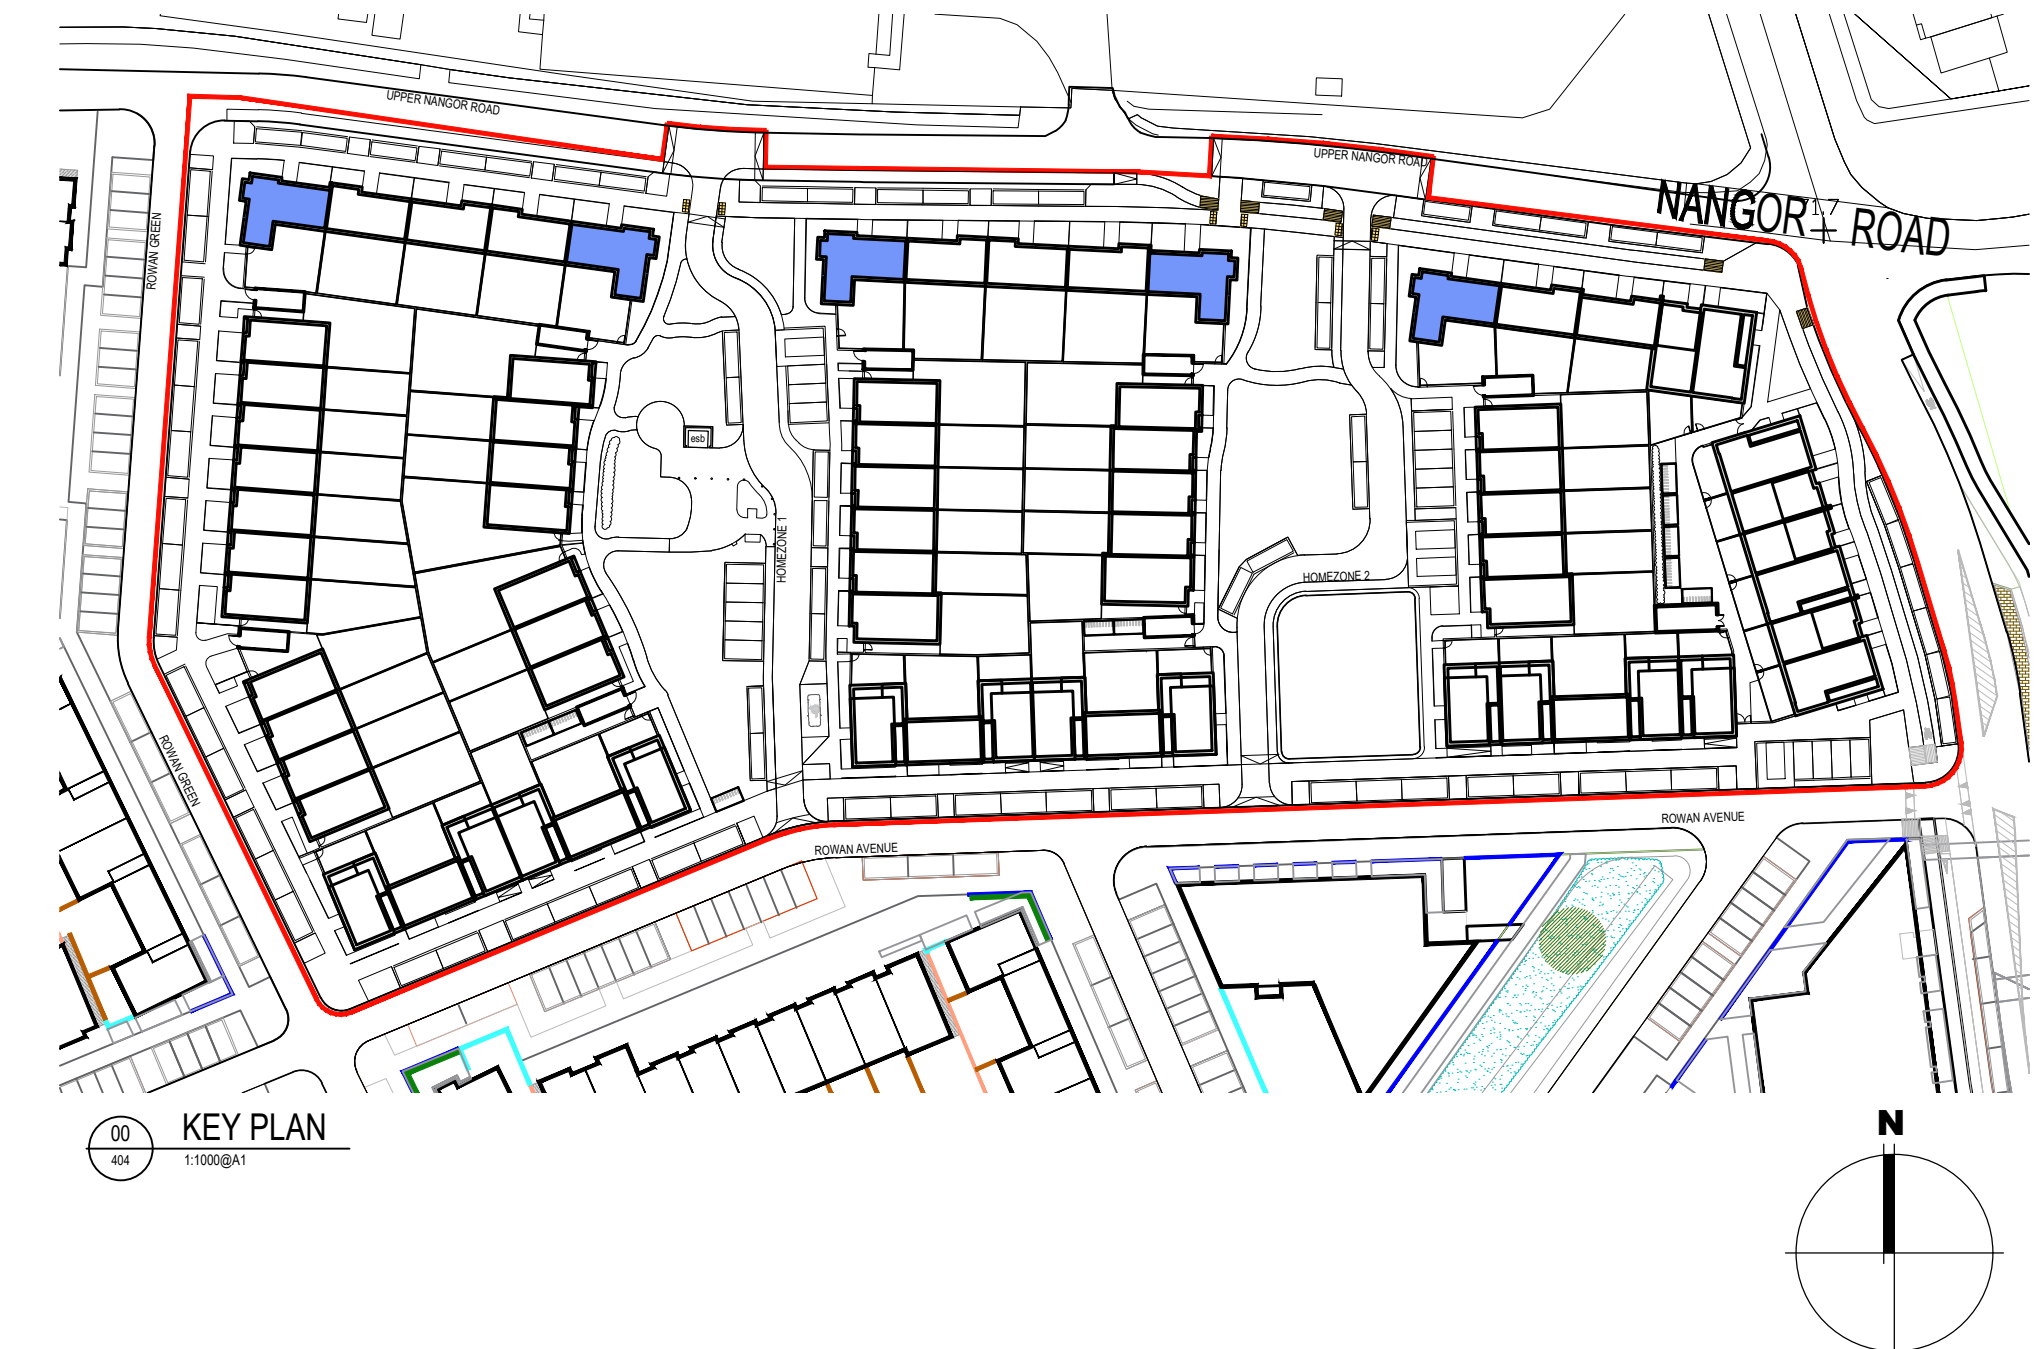 UPPER NANGOR ROAD
UPPER NANGOR ROAD
NANGOR ROAD
17
ROWAN GREEN
esb
HOMEZONE 1
HOMEZONE 2
ROWAN GREEN
ROWAN AVENUE
ROWAN AVENUE
00
404
KEY PLAN
1:1000@A1
N